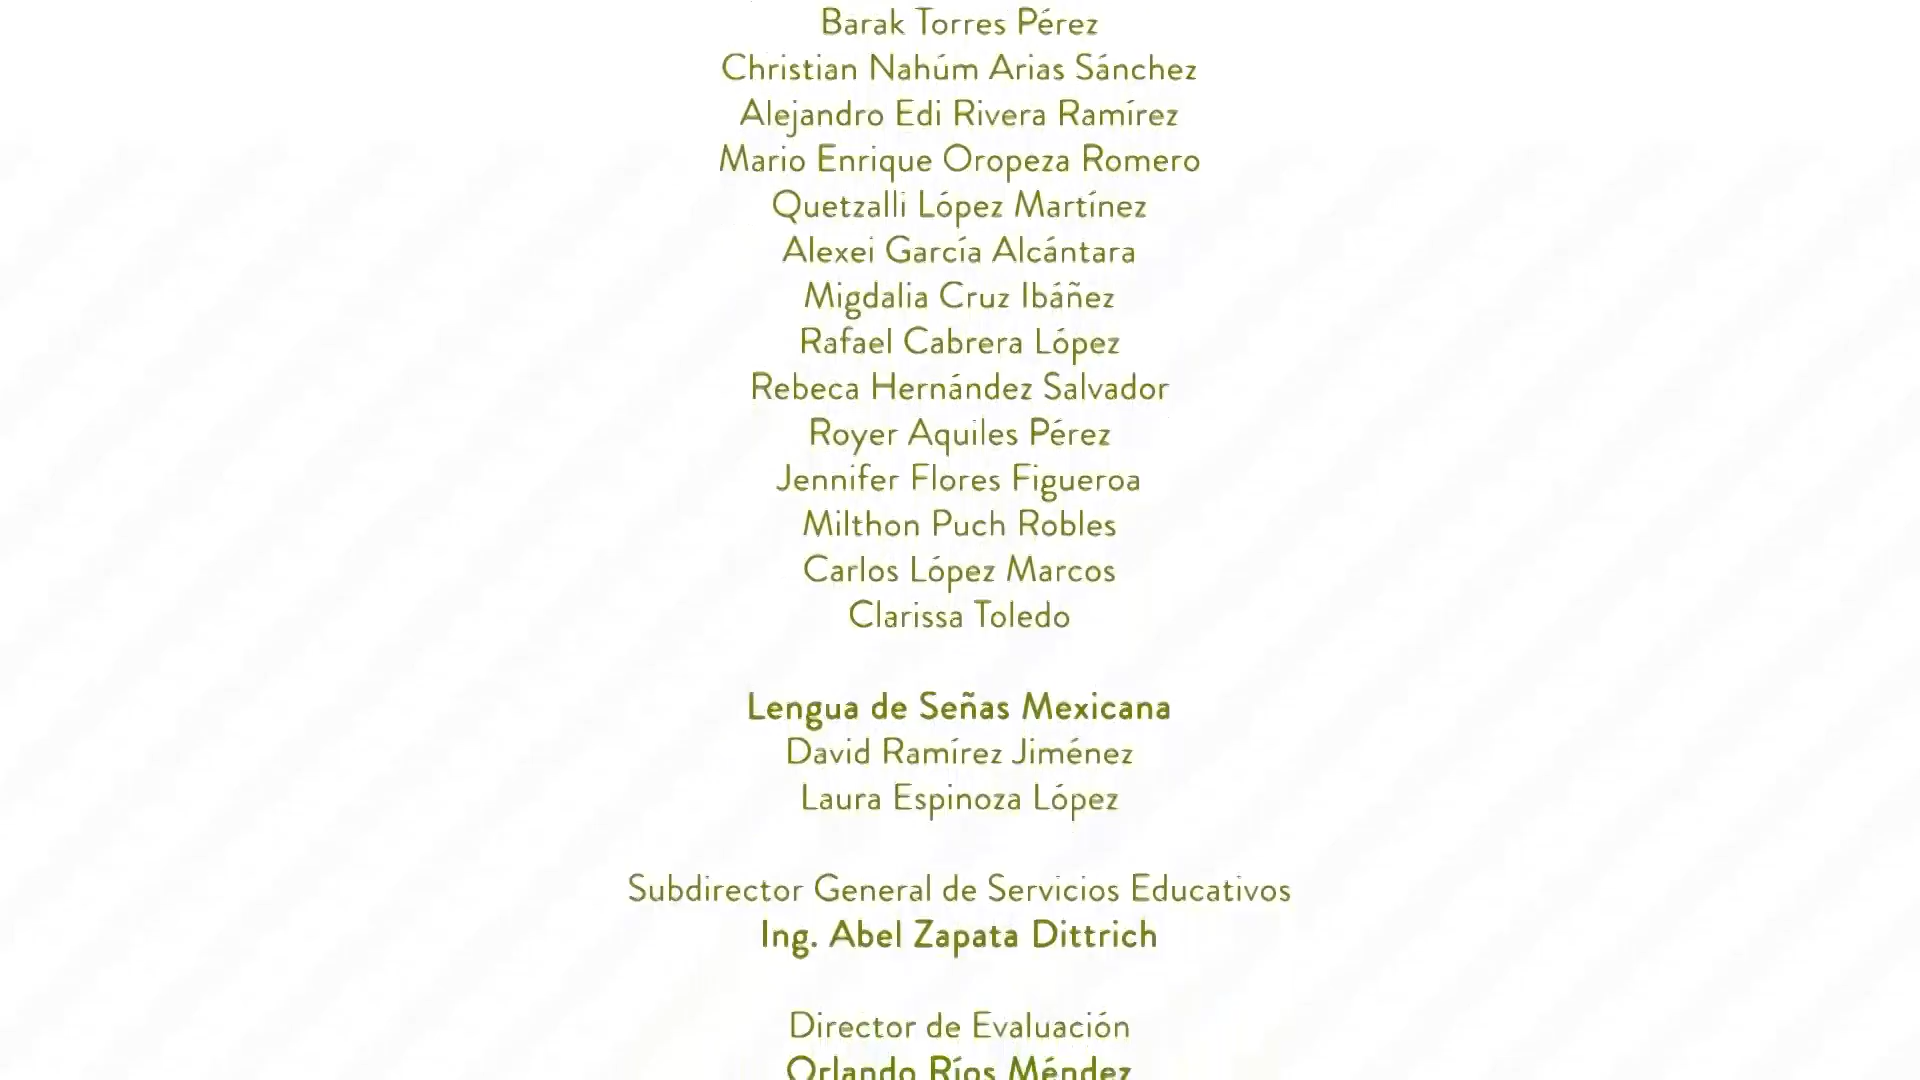 Barak Torres Pérez
Christian Nahúm Arias Sánchez
Alejandro Edi Rivera Ramírez
Mario Enrique Oropeza Romero
Quetzalli López Martínez
Alexei García Alcántara
Migdalia Cruz Ibáñez
Rafael Cabrera López
Rebeca Hernández Salvador
Royer Aquiles Pérez
Jennifer Flores Figueroa
Milthon Puch Robles
Carlos López Marcos
Clarissa Toledo
Lengua de Señas Mexicana
David Ramírez Jiménez
Laura Espinoza López
Subdirector General de Servicios Educativos
Ing. Abel Zapata Dittrich
Director de Evaluación
Orlando Ríos Méndez